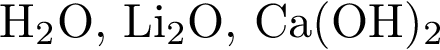 H₂O, Li₂O, Ca(OH)₂